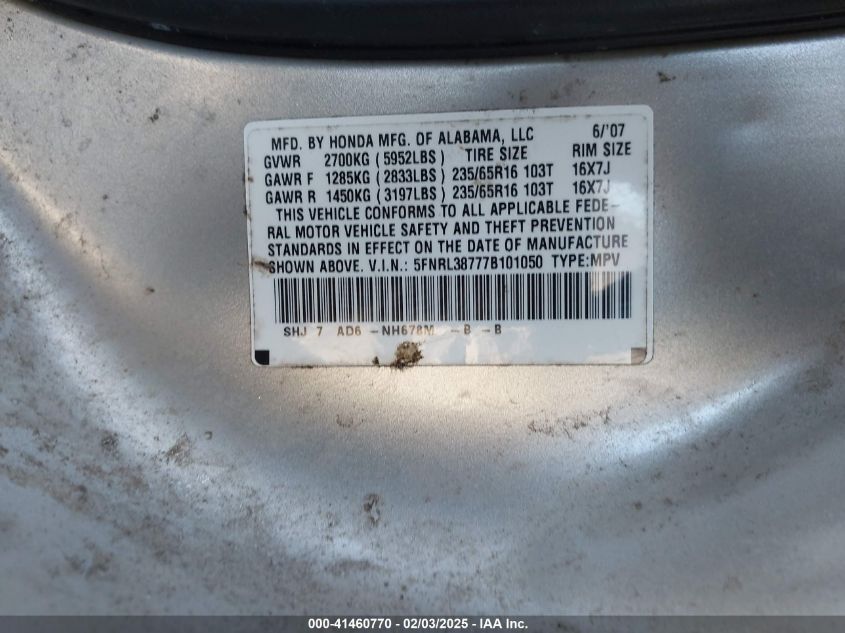 MFD. BY HONDA MFG. OF ALABAMA, LLC 6/'07
GVWR 2700KG (5952LBS) TIRE SIZE RIM SIZE
GAWR F 1285KG (2833LBS) 235/65R16 103T 16X7J
GAWR R 1450KG (3197LBS) 235/65R16 103T 16X7J
THIS VEHICLE CONFORMS TO ALL APPLICABLE FEDE-
RAL MOTOR VEHICLE SAFETY AND THEFT PREVENTION
STANDARDS IN EFFECT ON THE DATE OF MANUFACTURE
SHOWN ABOVE. V.I.N.: 5FNRL38777B101050 TYPE:MPV
SHJ 7 AD6 -NH678M -B -B
000-41460770 - 02/03/2025 - IAA Inc.